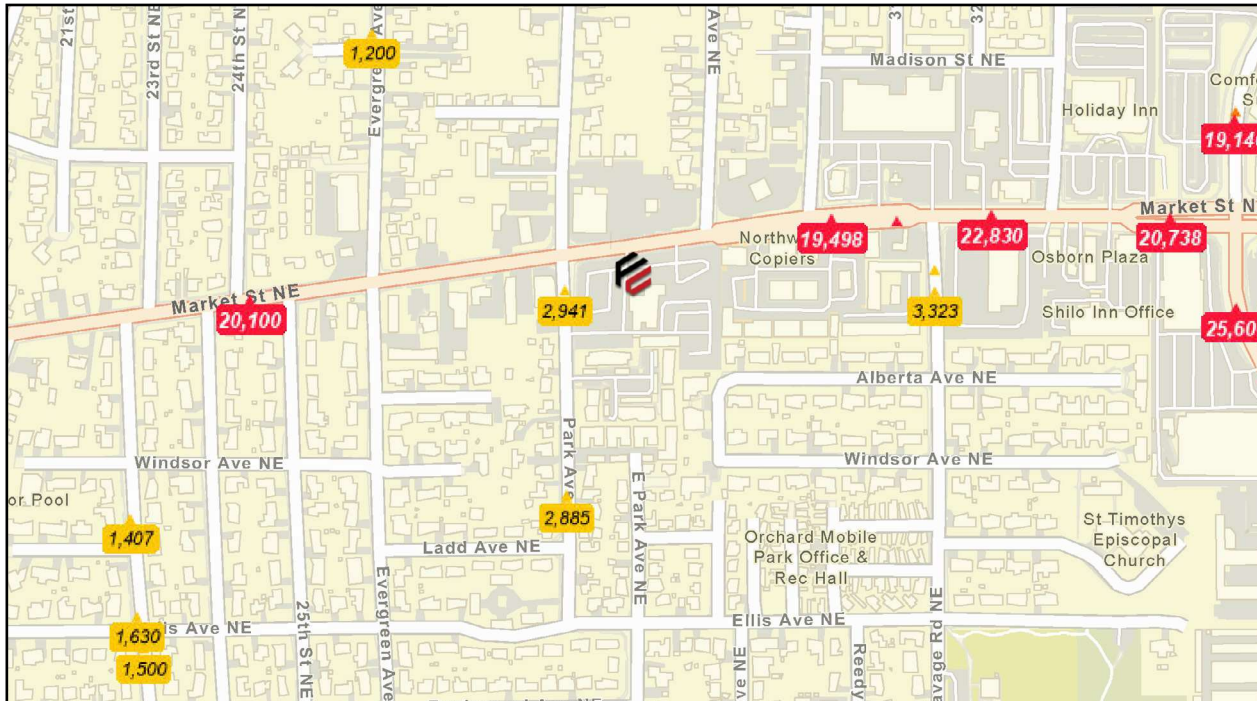 21st
23rd St NE
24th St NE
Evergreen Ave
1,200
Ave NE
Madison St NE
Holiday Inn
Market St
Northw
Copiers
19,498
22,830
20,738
Osborn Plaza
Market St NE
20,100
2,941
3,323
Shilo Inn Office
Alberta Ave NE
Windsor Ave NE
Windsor Ave NE
Park Ave
E Park Ave NE
or Pool
1,407
2,885
Ladd Ave NE
Orchard Mobile
Park Office &
Rec Hall
St Timothys
Episcopal
Church
Evergreen Ave
25th St NE
1,630
is Ave NE
1,500
Ellis Ave NE
ve NE
Reedy
avage Rd NE